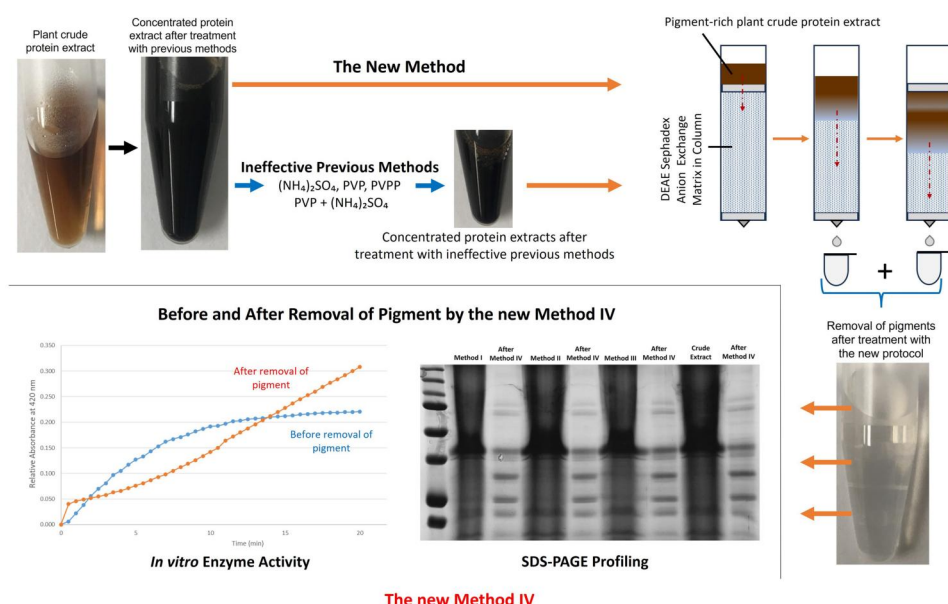 Plant crude
protein extract
Concentrated protein
extract after treatment
with previous methods
The New Method
Ineffective Previous Methods
(NH₄)₂SO₄, PVP, PVPP
PVP + (NH₄)₂SO₄
Concentrated protein extracts after
treatment with ineffective previous methods
Pigment-rich plant crude protein extract
DEAE Sephadex
Anion Exchange
Matrix in Column
+
Removal of pigments
after treatment with
the new protocol
Before and After Removal of Pigment by the new Method IV
Relative Absorbance at 420 nm
0.350
0.300
0.250
0.200
0.150
0.100
0.050
0.000
After removal of
pigment
Before removal of
pigment
0 5 10 15 20
Time (min)
In vitro Enzyme Activity
Method I
After
Method IV
Method II
After
Method IV
Method III
After
Method IV
Crude
Extract
After
Method IV
SDS-PAGE Profiling
The new Method IV